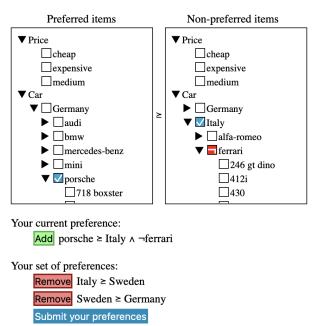 Preferred items
Non-preferred items
▼ Price
cheap
expensive
medium
▼ Car
▼ Germany
▶ audi
▶ bmw
▶ mercedes-benz
▶ mini
▼ porsche
718 boxster
≥
▼ Price
cheap
expensive
medium
▼ Car
▶ Germany
▼ Italy
▶ alfa-romeo
▼ ¬ ferrari
246 gt dino
412i
430
Your current preference:
Add porsche ≥ Italy ∧ ¬ferrari
Your set of preferences:
Remove Italy ≥ Sweden
Remove Sweden ≥ Germany
Submit your preferences